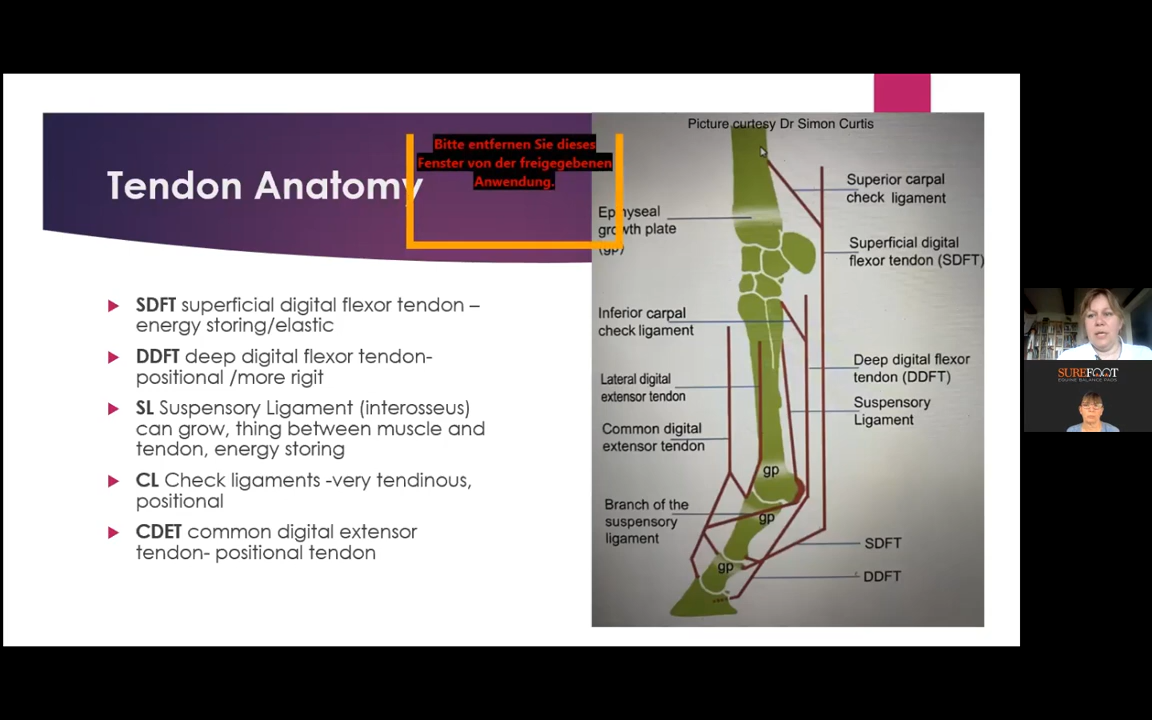 Tendon Anatomy
Bitte entfernen Sie dieses
Fenster von der freigegebenen
Anwendung.
SDFT superficial digital flexor tendon –
energy storing/elastic
DDFT deep digital flexor tendon-
positional /more rigit
SL Suspensory Ligament (interosseus)
can grow, thing between muscle and
tendon, energy storing
CL Check ligaments -very tendinous,
positional
CDET common digital extensor
tendon- positional tendon
Picture curtesy Dr Simon Curtis
Superior carpal
check ligament
Epihyseal
growth plate
(gp)
Superficial digital
flexor tendon (SDFT)
Inferior carpal
check ligament
Deep digital flexor
tendon (DDFT)
Lateral digital
extensor tendon
Suspensory
Ligament
Common digital
extensor tendon
gp
Branch of the
suspensory
ligament
gp
SDFT
gp
DDFT
SUREFOOT
EQUINE BALANCE PADS